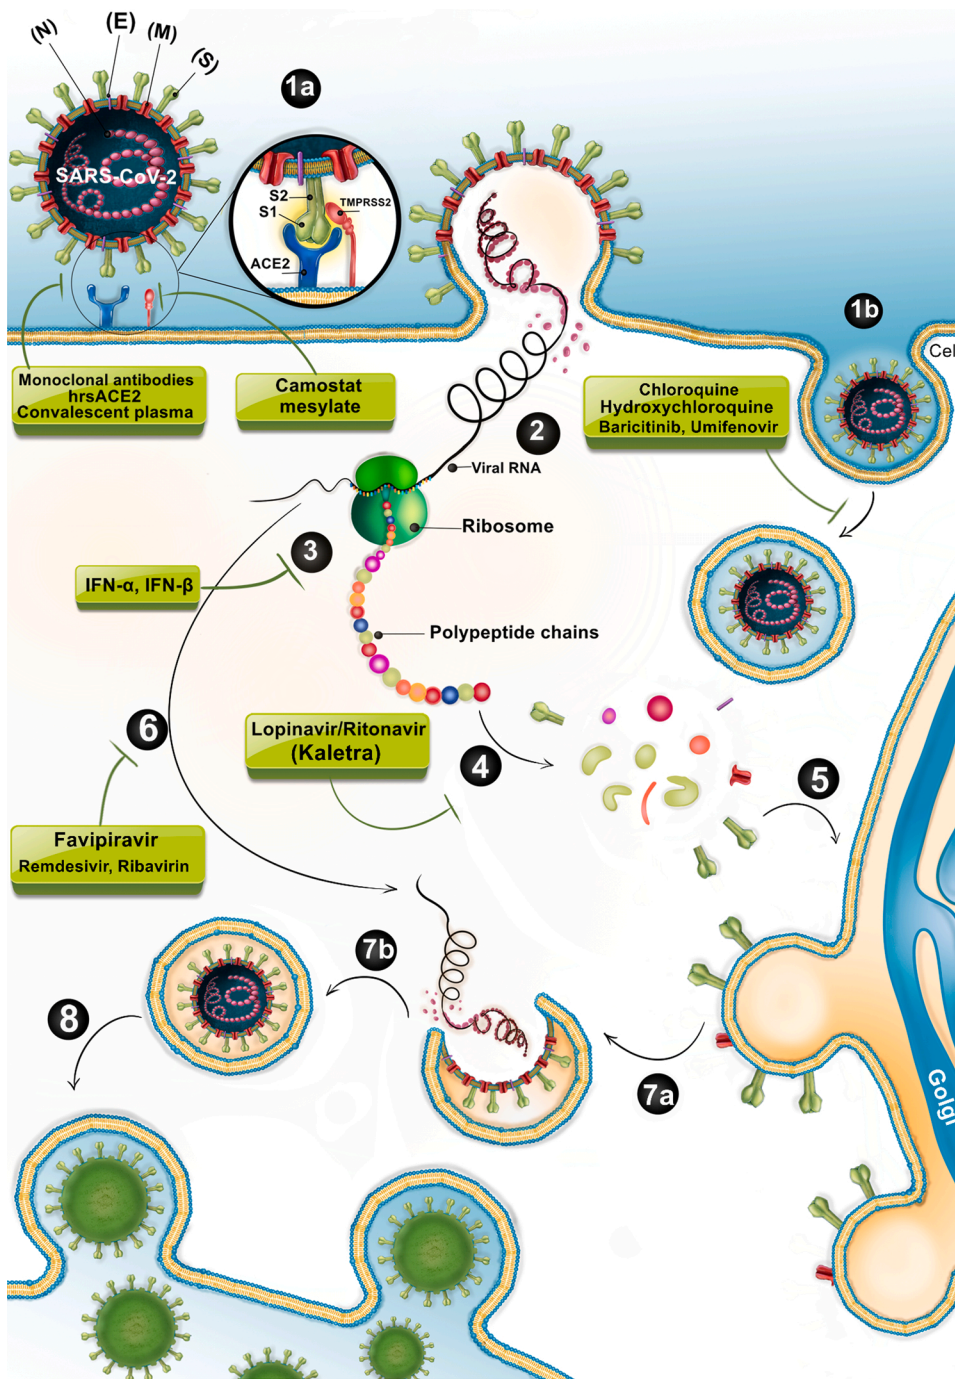 (N)
(E)
(M)
(S)
1a
SARS-CoV-2
S2
S1
TMPRSS2
ACE2
1b
Cel
Monoclonal antibodies
hrsACE2
Convalescent plasma
Camostat
mesylate
Chloroquine
Hydroxychloroquine
Baricitinib, Umifenovir
2
Viral RNA
Ribosome
3
IFN-α, IFN-β
Polypeptide chains
6
Lopinavir/Ritonavir
(Kaletra)
4
5
Favipiravir
Remdesivir, Ribavirin
7b
8
7a
Golgi